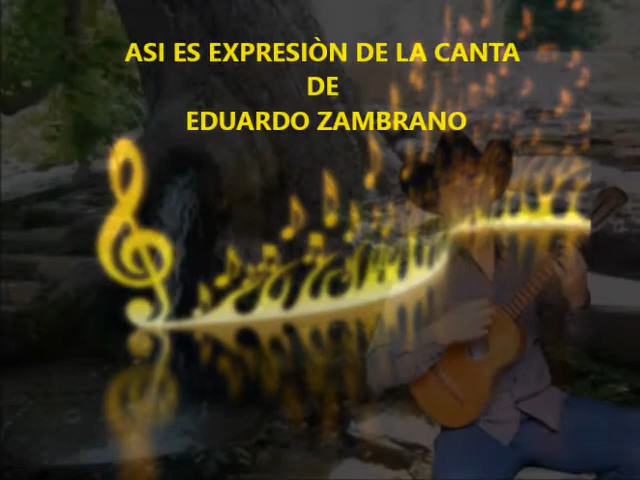 ASI ES EXPRESIÒN DE LA CANTA
DE
EDUARDO ZAMBRANO